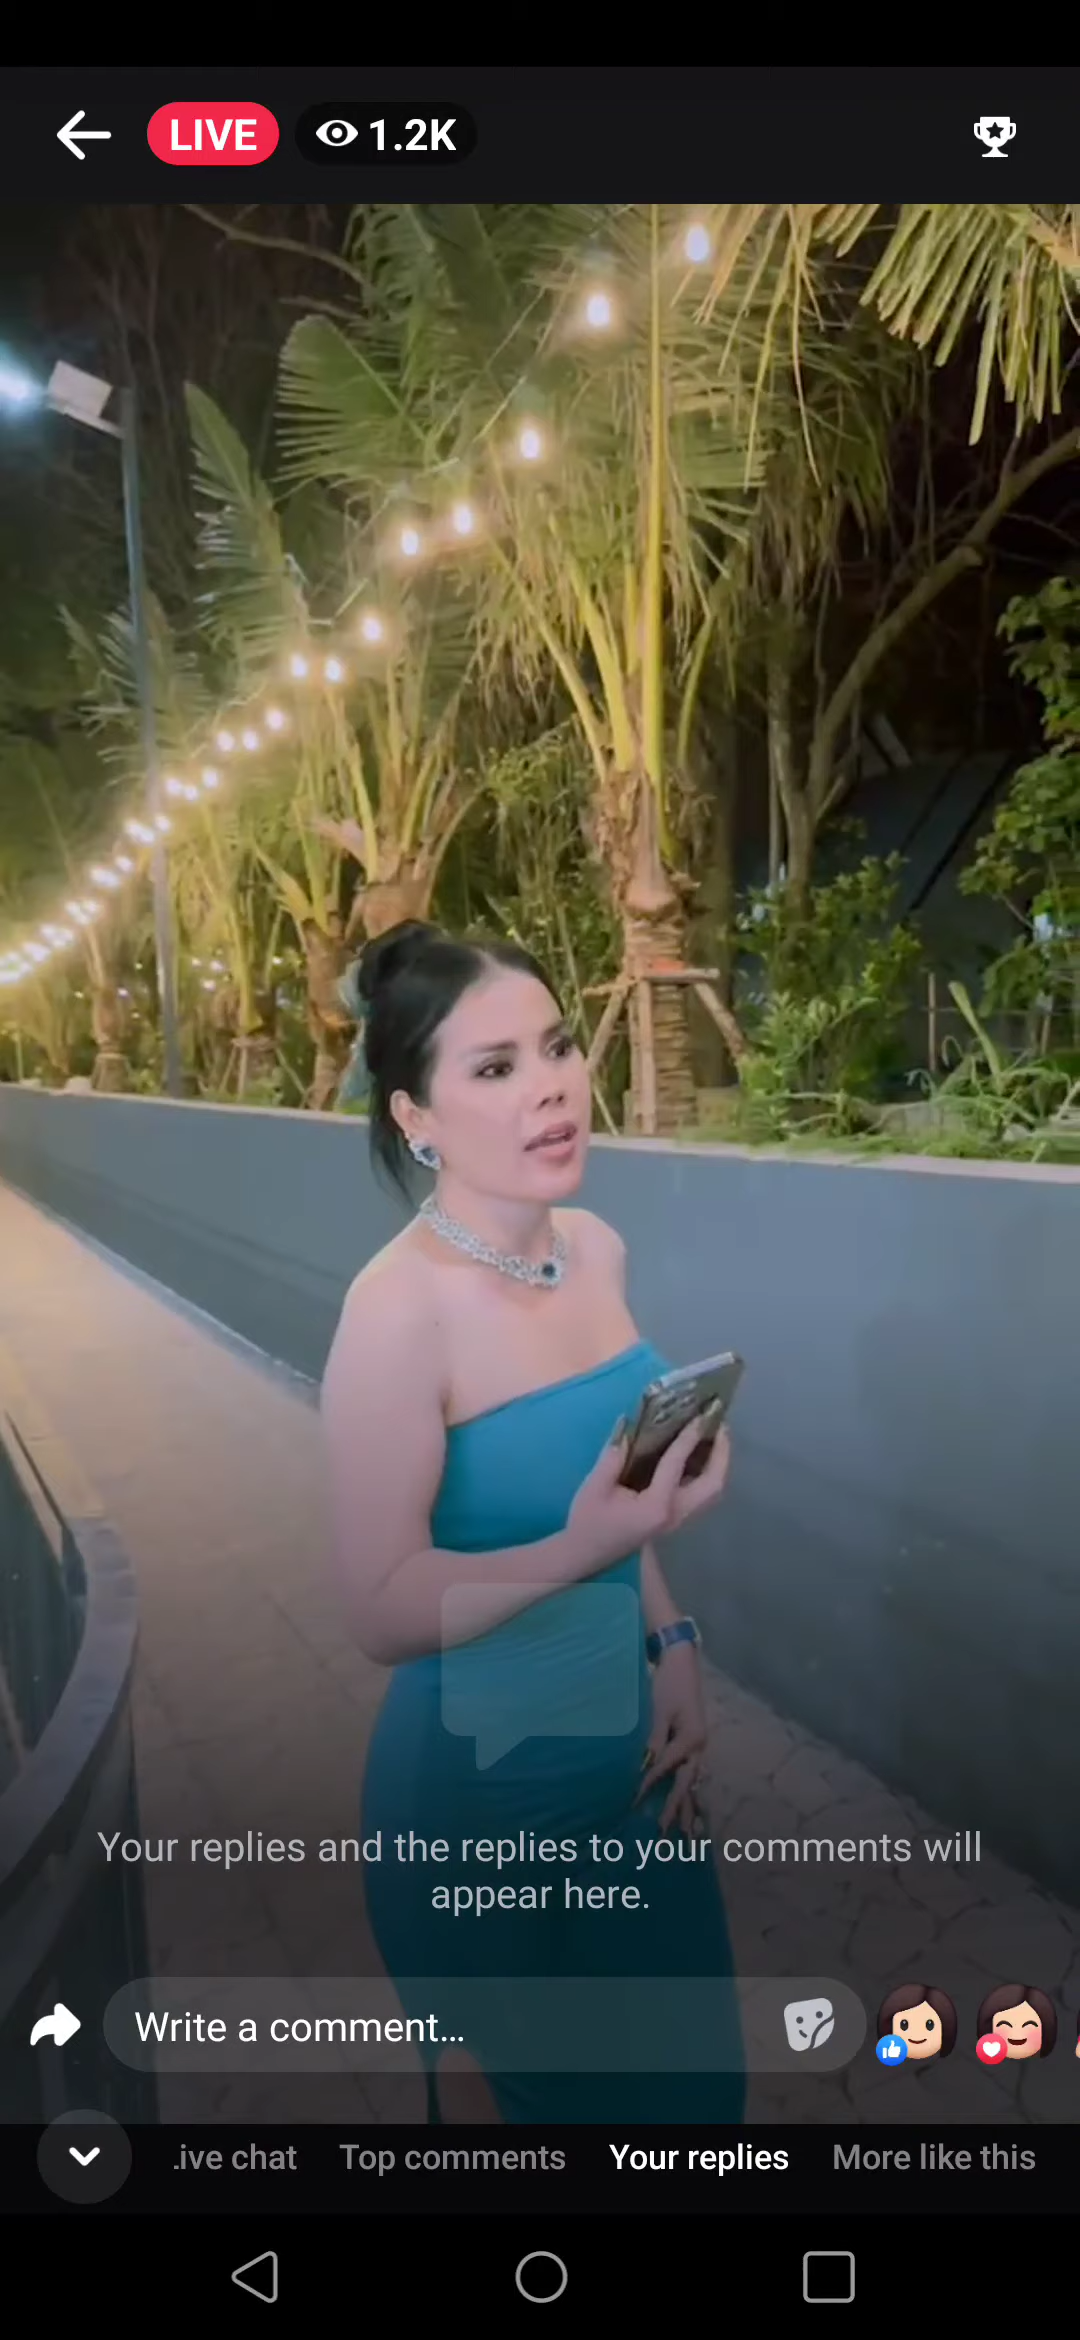 LIVE 1.2K
Your replies and the replies to your comments will
appear here.
Write a comment...
.ive chat Top comments Your replies More like this